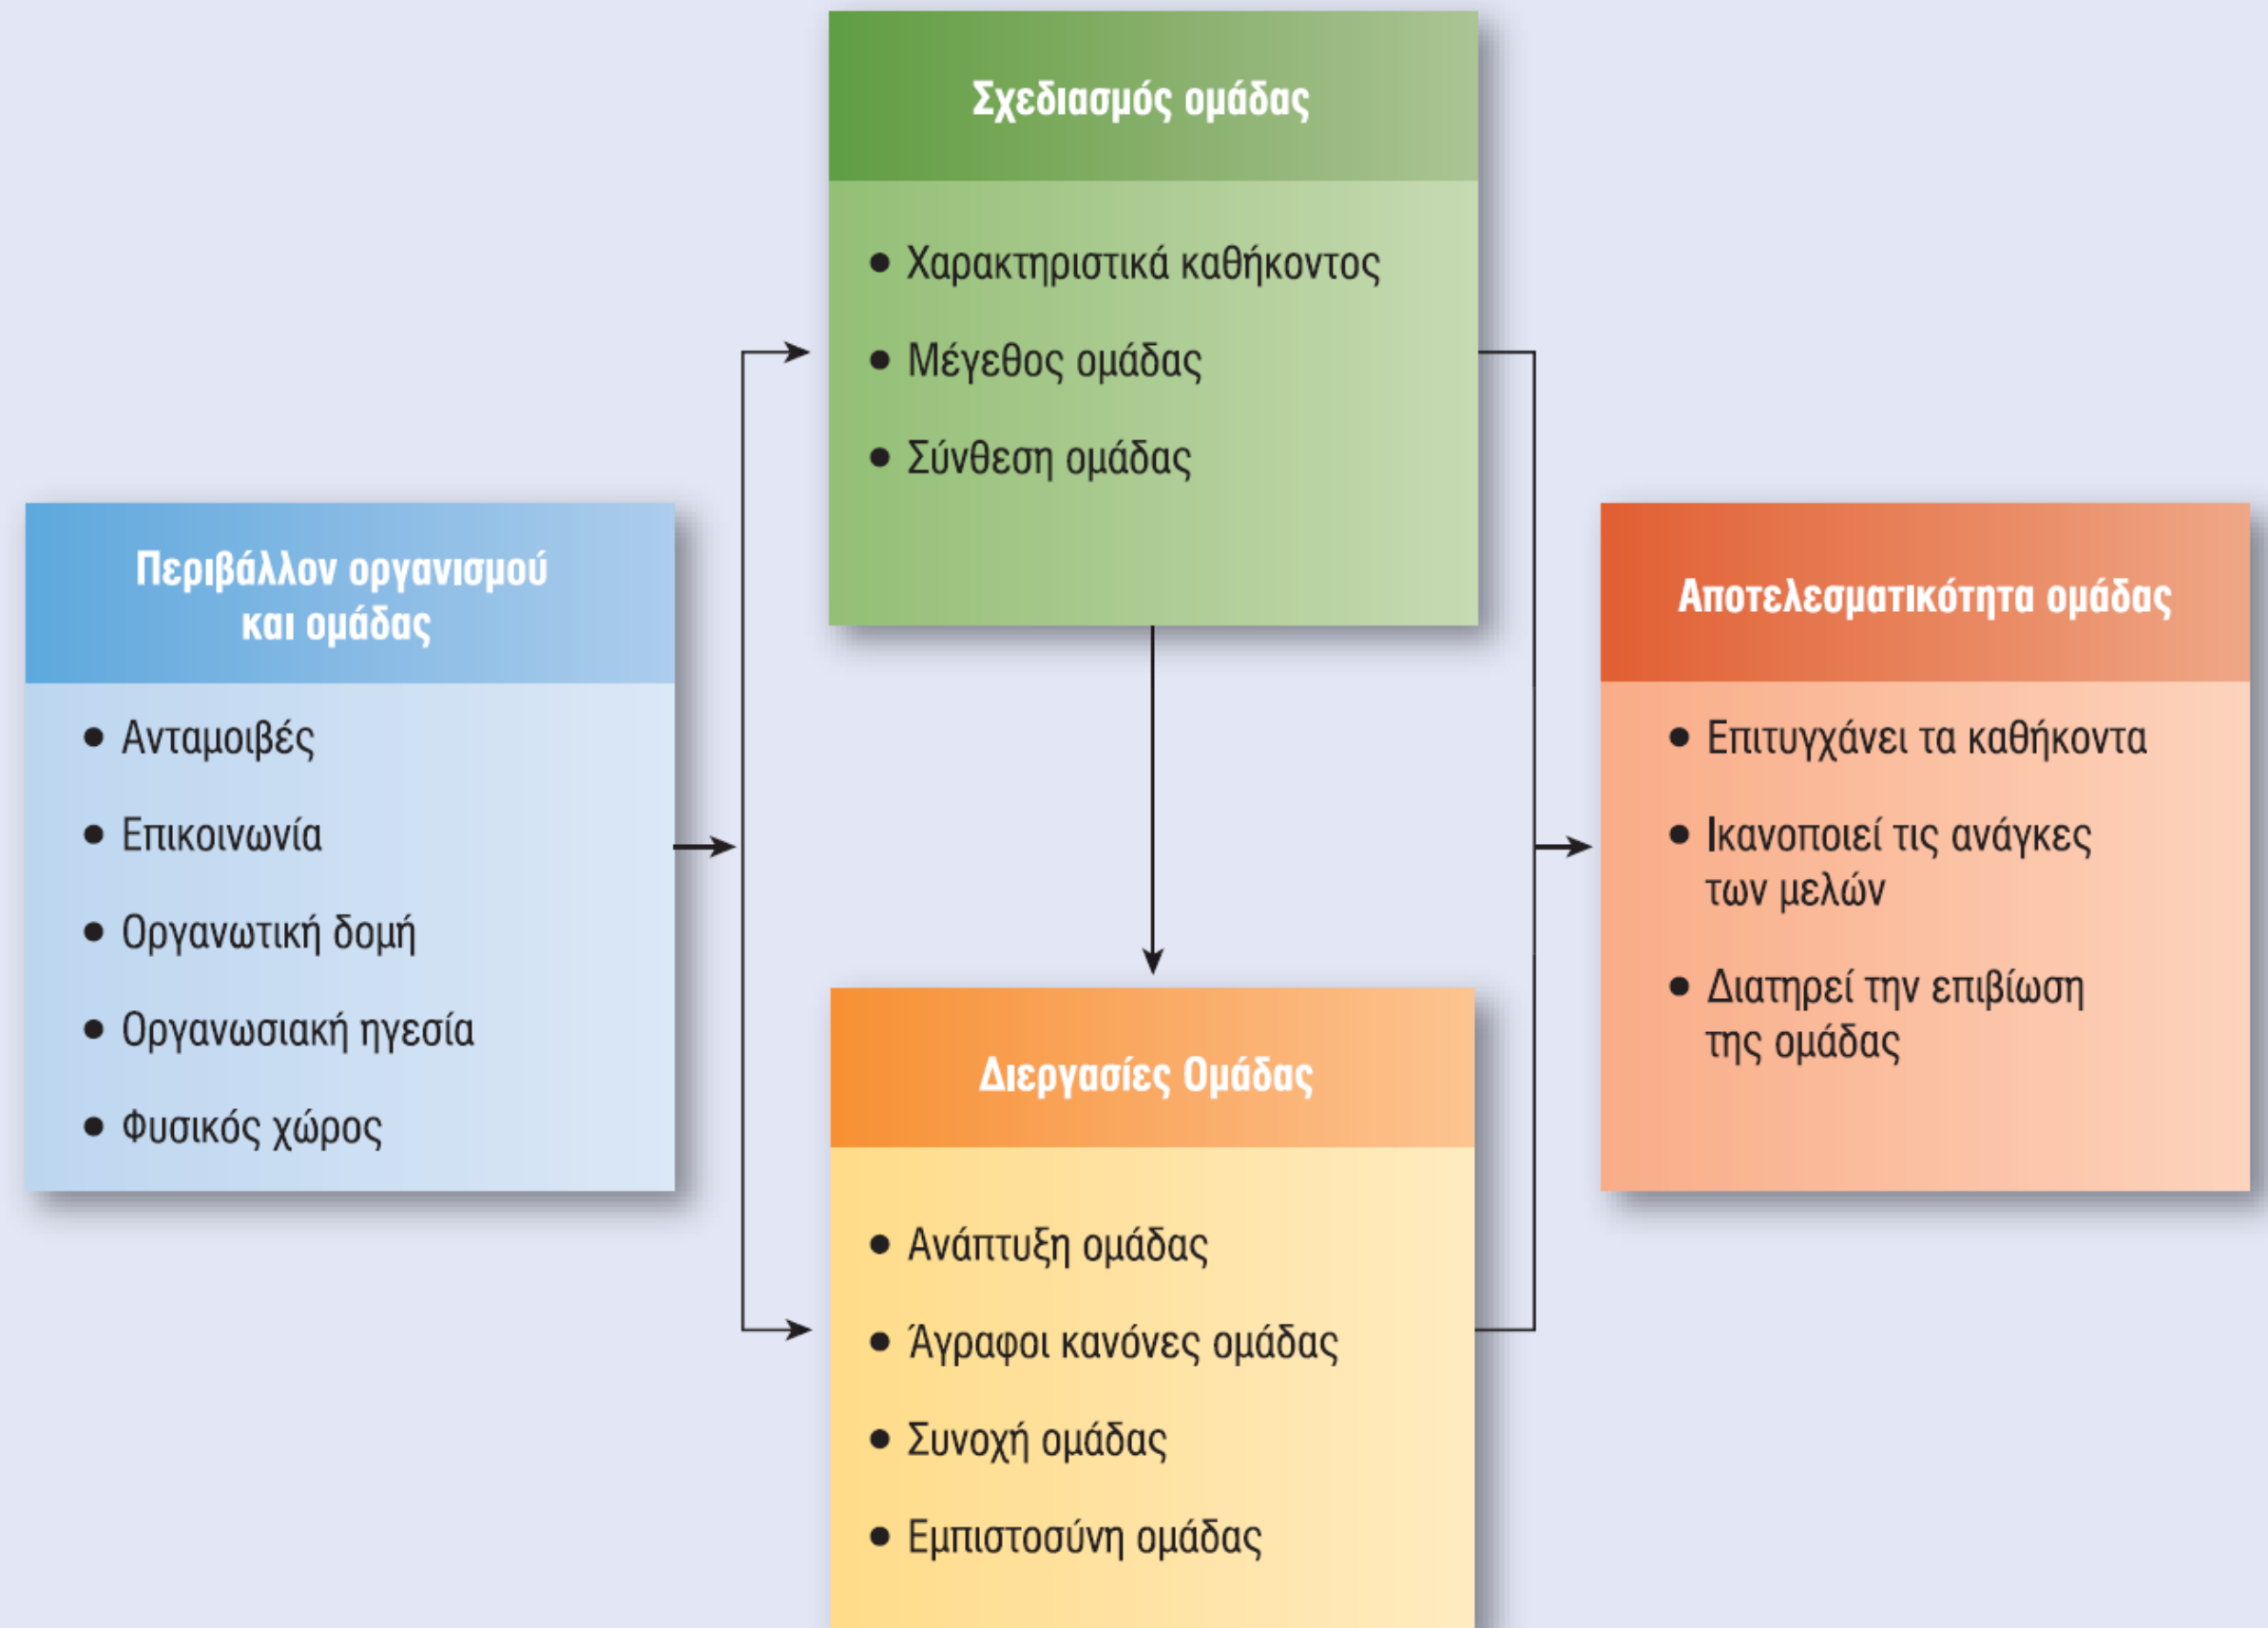 Σχεδιασμός ομάδας
• Χαρακτηριστικά καθήκοντος
• Μέγεθος ομάδας
• Σύνθεση ομάδας
Περιβάλλον οργανισμού
και ομάδας
• Ανταμοιβές
• Επικοινωνία
• Οργανωτική δομή
• Οργανωσιακή ηγεσία
• Φυσικός χώρος
Διεργασίες Ομάδας
• Ανάπτυξη ομάδας
• Άγραφοι κανόνες ομάδας
• Συνοχή ομάδας
• Εμπιστοσύνη ομάδας
Αποτελεσματικότητα ομάδας
• Επιτυγχάνει τα καθήκοντα
• Ικανοποιεί τις ανάγκες
των μελών
• Διατηρεί την επιβίωση
της ομάδας